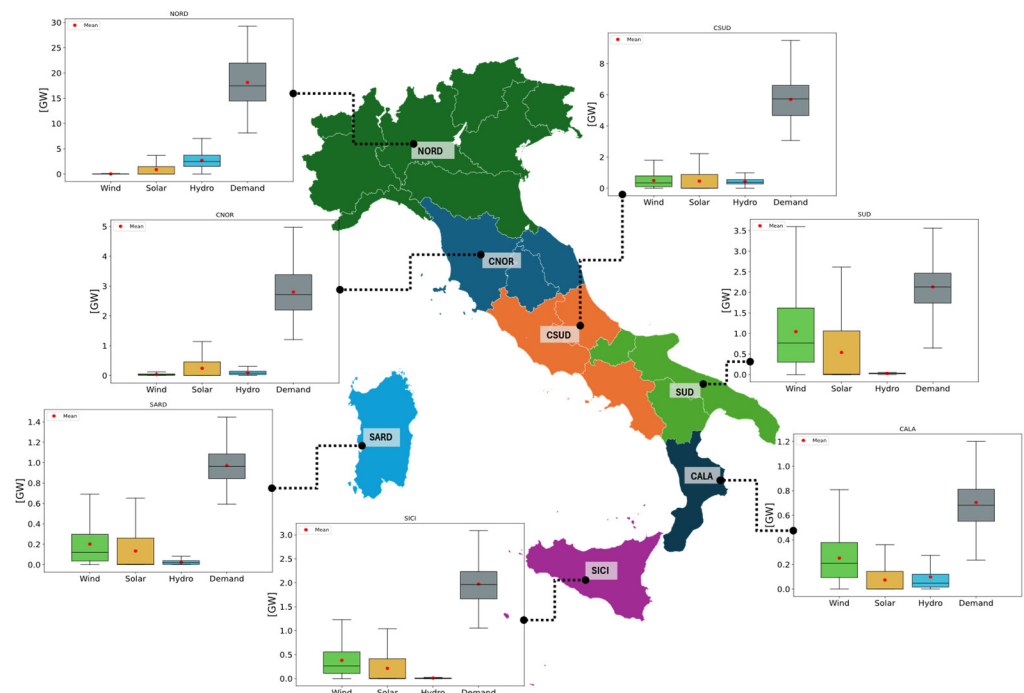 NORD
Mean
[GW]
30
25
20
15
10
5
0
Wind Solar Hydro Demand
CSUD
Mean
[GW]
8
6
4
2
0
Wind Solar Hydro Demand
CNOR
Mean
[GW]
5
4
3
2
1
0
Wind Solar Hydro Demand
SUD
Mean
[GW]
3.5
3.0
2.5
2.0
1.5
1.0
0.5
0.0
Wind Solar Hydro Demand
SARD
Mean
[GW]
1.4
1.2
1.0
0.8
0.6
0.4
0.2
0.0
Wind Solar Hydro Demand
CALA
Mean
[GW]
1.2
1.0
0.8
0.6
0.4
0.2
0.0
Wind Solar Hydro Demand
SICI
Mean
[GW]
3.0
2.5
2.0
1.5
1.0
0.5
0.0
Wind Solar Hydro Demand
NORD
CNOR
CSUD
SUD
SARD
CALA
SICI